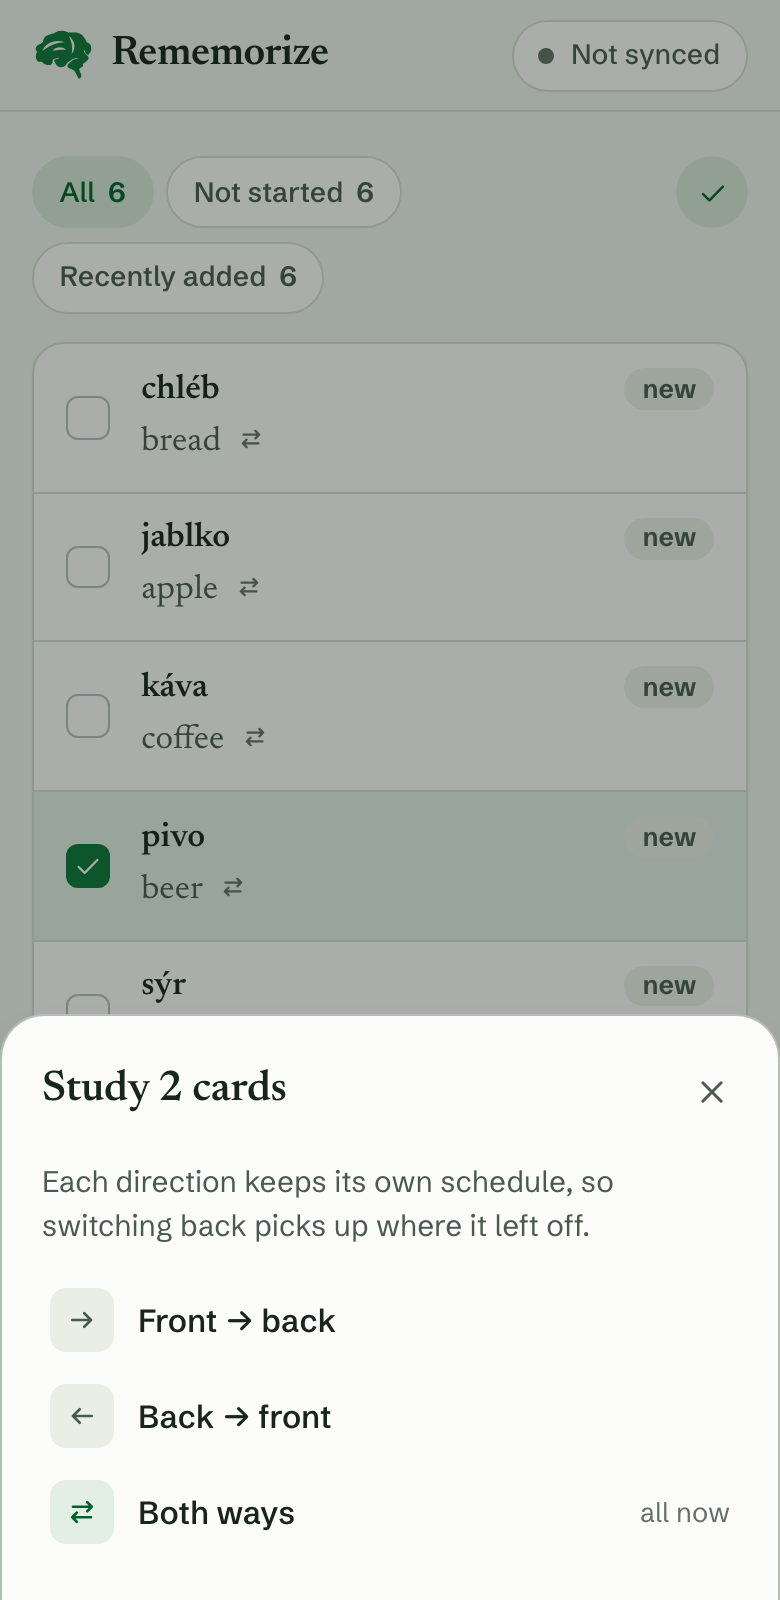 Rememorize
Not synced
All 6
Not started 6
Recently added 6
chléb
new
bread
jablko
new
apple
káva
new
coffee
pivo
new
beer
sýr
new
Study 2 cards
Each direction keeps its own schedule, so
switching back picks up where it left off.
Front → back
Back → front
Both ways
all now